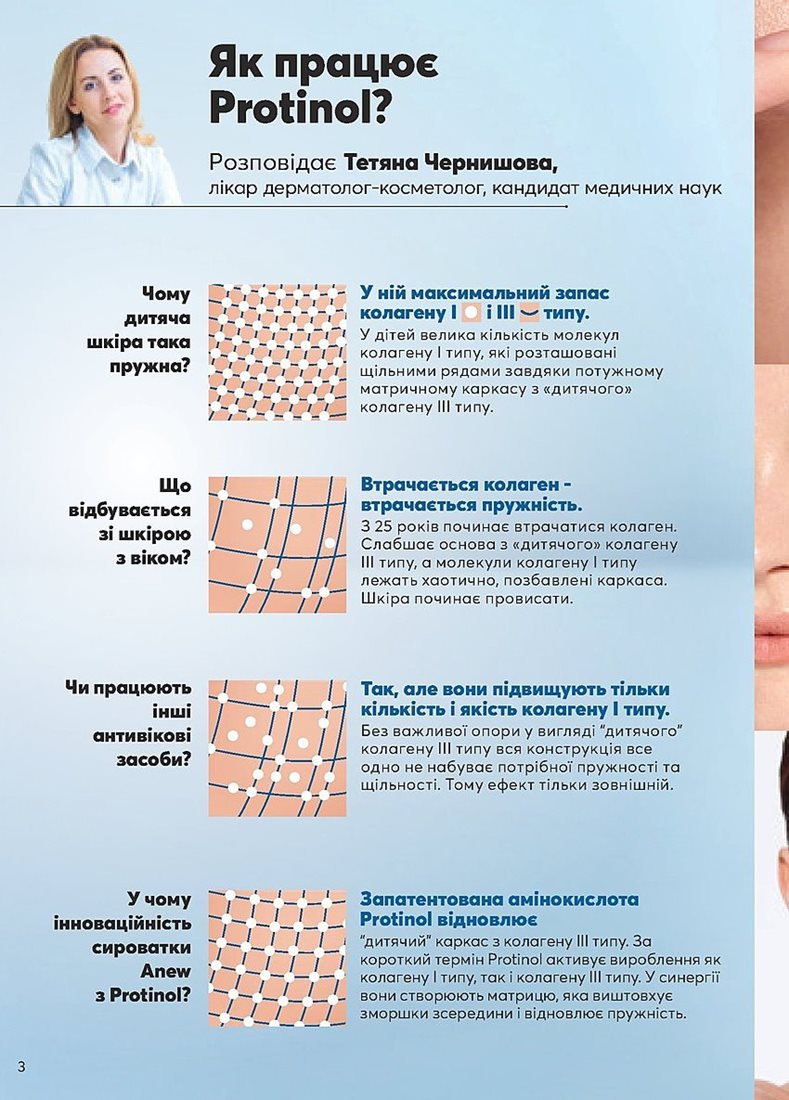 Як працює
Protinol?
Розповідає Тетяна Чернишова,
лікар дерматолог-косметолог, кандидат медичних наук
Чому
дитяча
шкіра така
пружна?
У ній максимальний запас
колагену І і ІІІ типу.
У дітей велика кількість молекул
колагену І типу, які розташовані
щільними рядами завдяки потужному
матричному каркасу з «дитячого»
колагену ІІІ типу.
Що
відбувається
зі шкірою
з віком?
Втрачається колаген -
втрачається пружність.
З 25 років починає втрачатися колаген.
Слабшає основа з «дитячого» колагену
ІІІ типу, а молекули колагену І типу
лежать хаотично, позбавлені каркаса.
Шкіра починає провисати.
Чи працюють
інші
антивікові
засоби?
Так, але вони підвищують тільки
кількість і якість колагену І типу.
Без важливої опори у вигляді "дитячого"
колагену ІІІ типу вся конструкція все
одно не набуває потрібної пружності та
щільності. Тому ефект тільки зовнішній.
У чому
інноваційність
сироватки
Anew
з Protinol?
Запатентована амінокислота
Protinol відновлює
"дитячий" каркас з колагену ІІІ типу. За
короткий термін Protinol активує вироблення як
колагену І типу, так і колагену ІІІ типу. У синергії
вони створюють матрицю, яка виштовхує
зморшки зсередини і відновлює пружність.
3